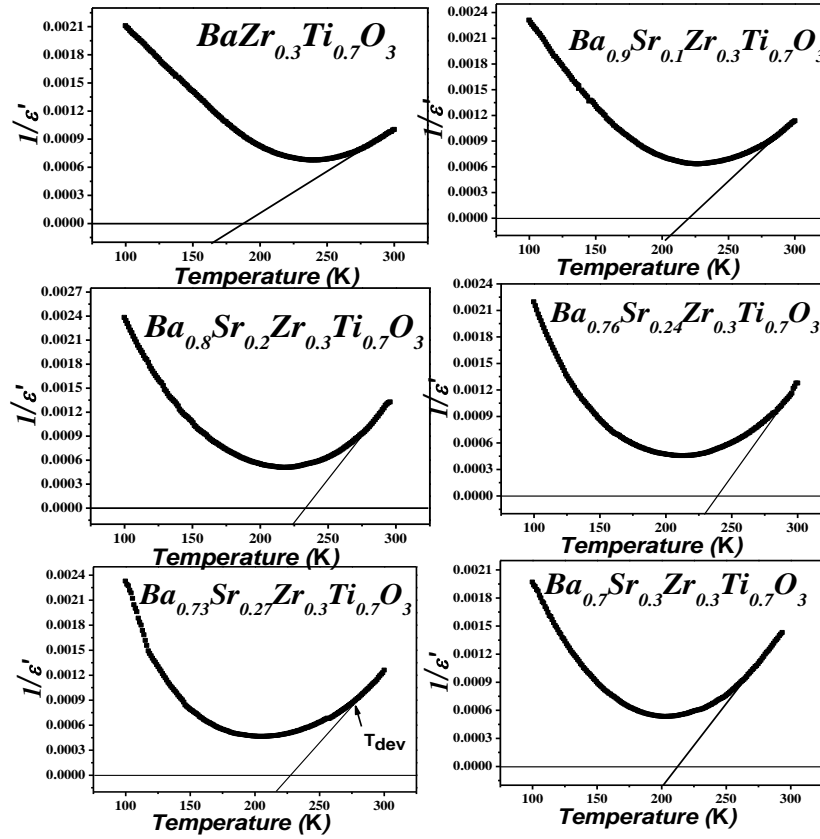 BaZr0.3Ti0.7O3
1/ε'
0.0021
0.0018
0.0015
0.0012
0.0009
0.0006
0.0003
0.0000
100 150 200 250 300
Temperature (K)
Ba0.9Sr0.1Zr0.3Ti0.7O3
1/ε'
0.0024
0.0018
0.0012
0.0006
0.0000
100 150 200 250 300
Temperature (K)
Ba0.8Sr0.2Zr0.3Ti0.7O3
1/ε'
0.0027
0.0024
0.0021
0.0018
0.0015
0.0012
0.0009
0.0006
0.0003
0.0000
100 150 200 250 300
Temperature (K)
Ba0.76Sr0.24Zr0.3Ti0.7O3
1/ε'
0.0024
0.0021
0.0018
0.0015
0.0012
0.0009
0.0006
0.0003
0.0000
100 150 200 250 300
Temperature (K)
Ba0.73Sr0.27Zr0.3Ti0.7O3
1/ε'
0.0024
0.0021
0.0018
0.0015
0.0012
0.0009
0.0006
0.0003
0.0000
Tdev
100 150 200 250 300
Temperature (K)
Ba0.7Sr0.3Zr0.3Ti0.7O3
1/ε'
0.0021
0.0018
0.0015
0.0012
0.0009
0.0006
0.0003
0.0000
100 150 200 250 300
Temperature (K)